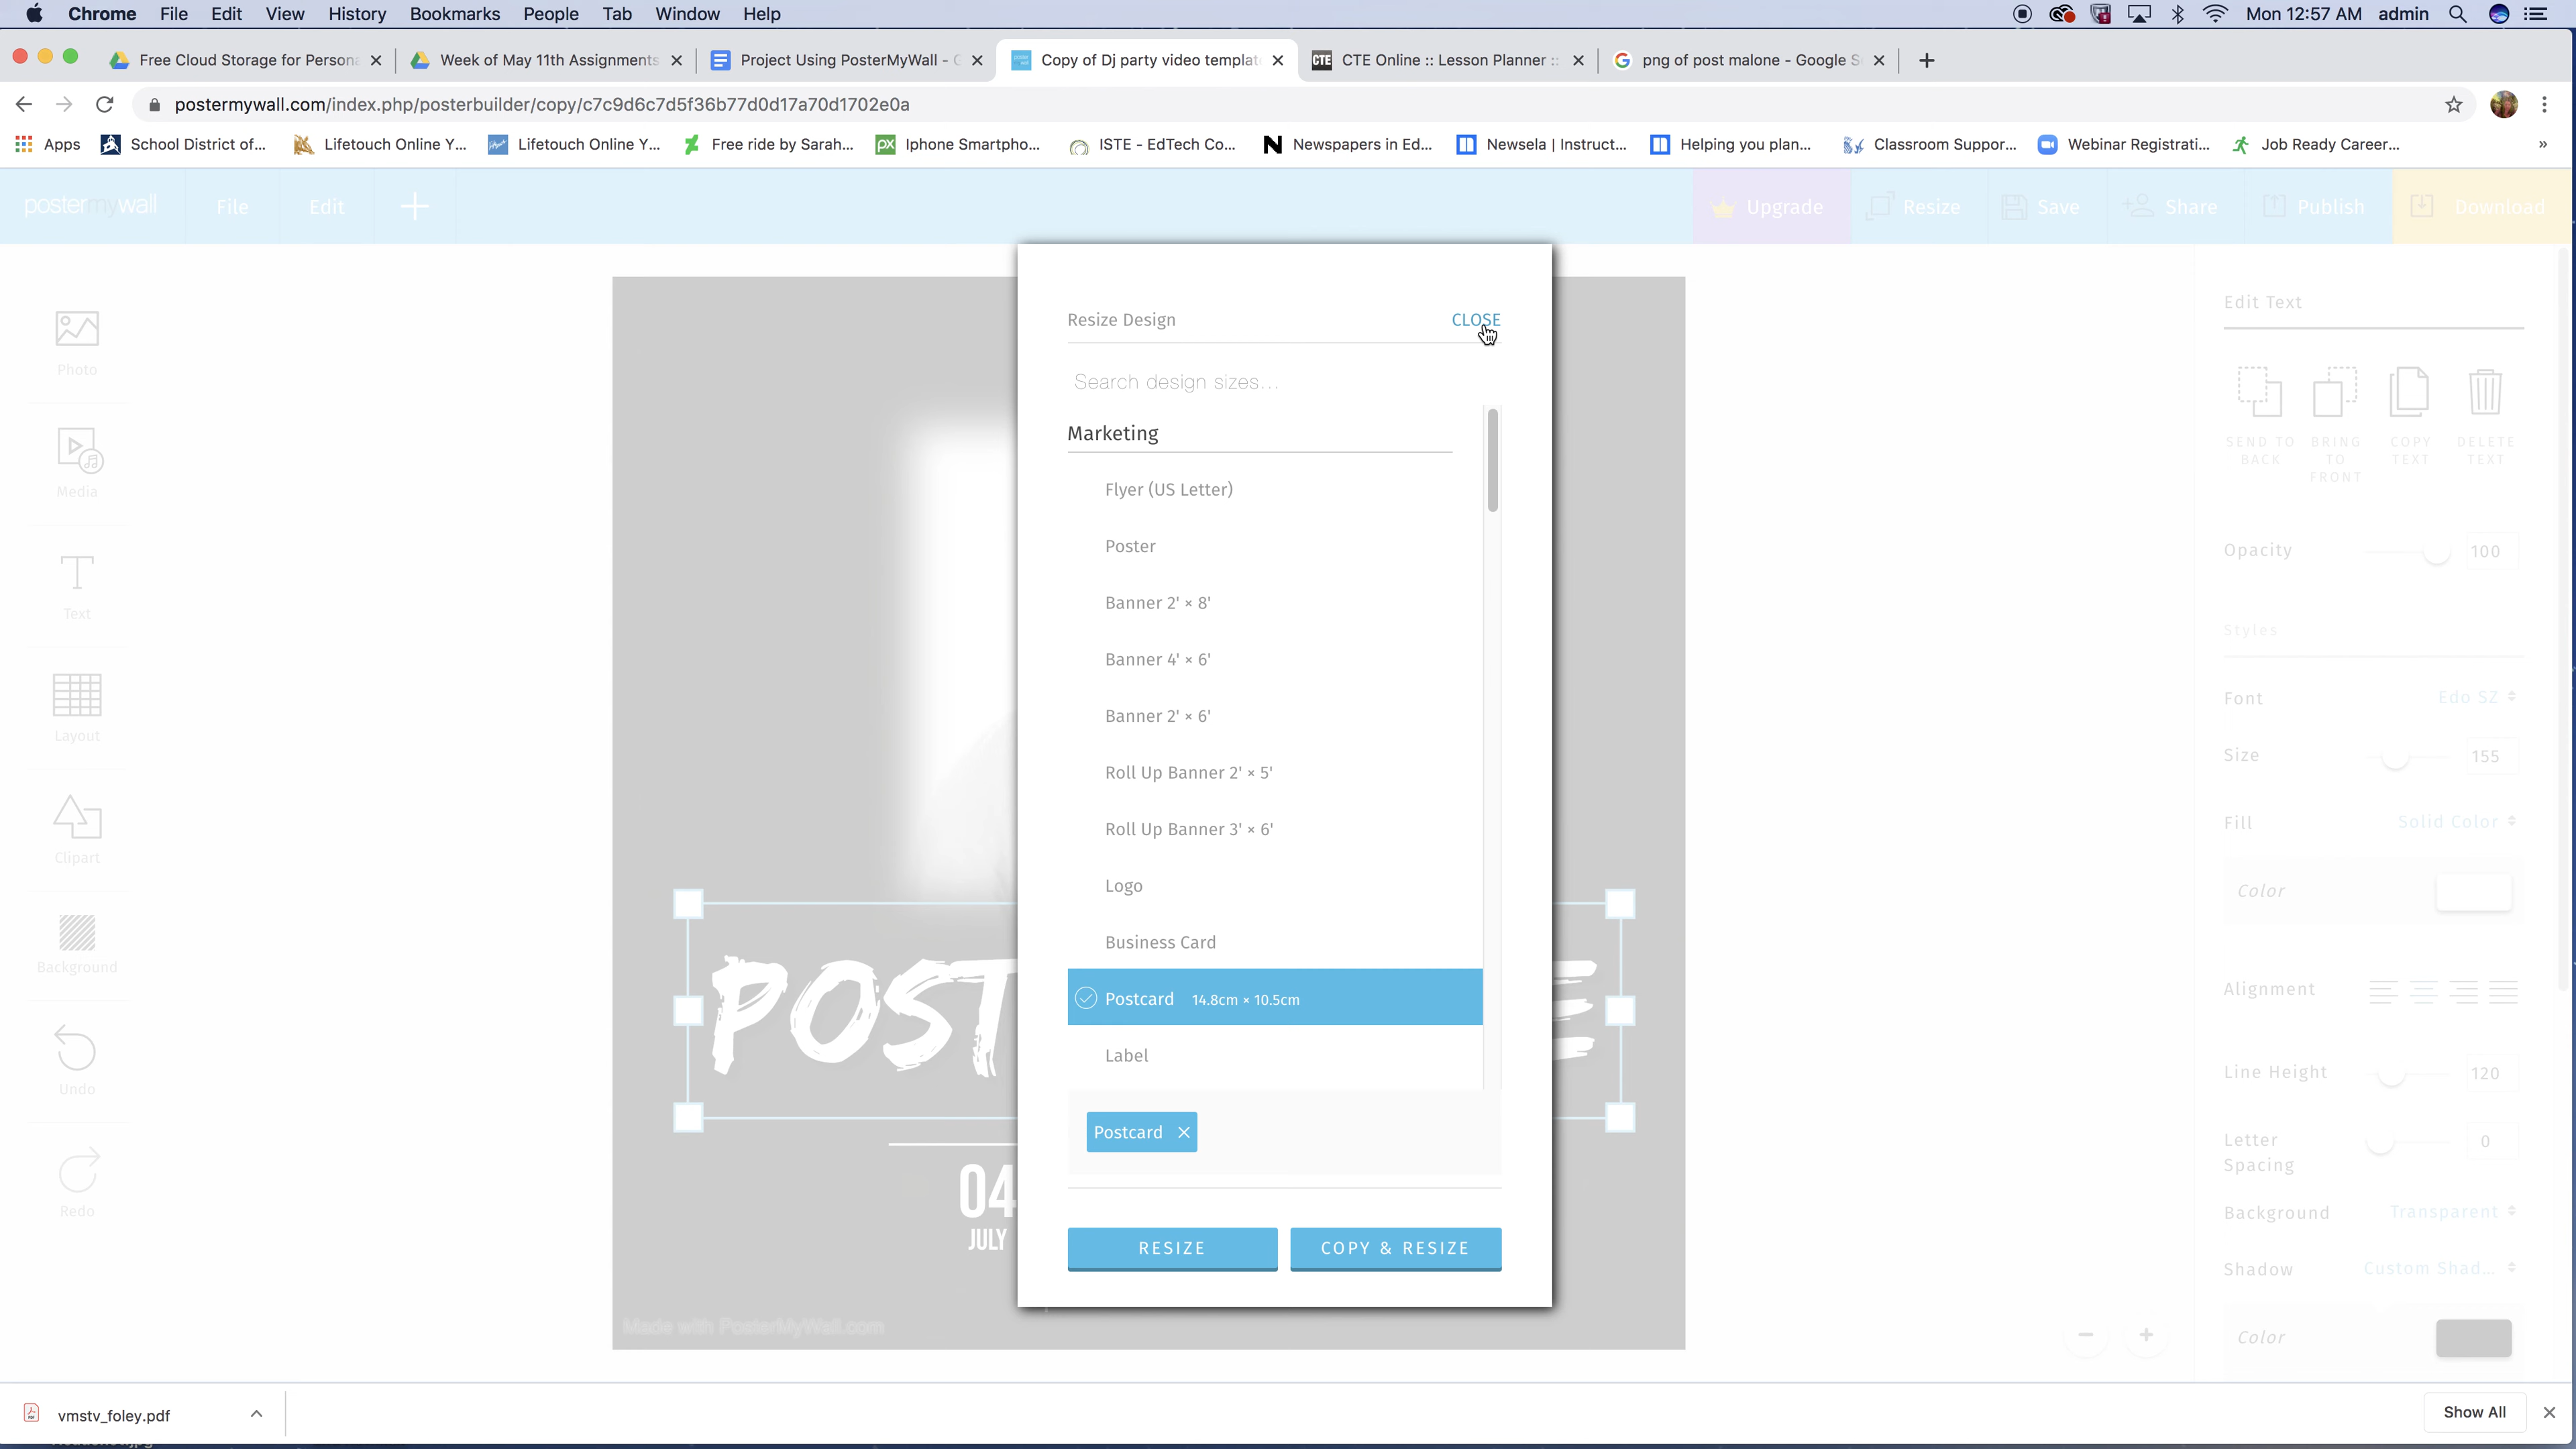 Chrome File Edit View History Bookmarks People Tab Window Help Mon 12:57 AM admin
Free Cloud Storage for Persona Week of May 11th Assignments Project Using PosterMyWall - Copy of Dj party video templat CTE CTE Online :: Lesson Planner :: png of post malone - Google S
postermywall.com/index.php/posterbuilder/copy/c7c9d6c7d5f36b77d0d17a70d1702e0a
Apps School District of... Lifetouch Online Y... Lifetouch Online Y... Free ride by Sarah... Iphone Smartpho... ISTE - EdTech Co... Newspapers in Ed... Newsela | Instruct... Helping you plan... Classroom Suppor... Webinar Registrati... Job Ready Career... »
postermywall File Edit Upgrade Resize Save Share Publish Download
Resize Design CLOSE
Search design sizes...
Marketing
Flyer (US Letter)
Poster
Banner 2' × 8'
Banner 4' × 6'
Banner 2' × 6'
Roll Up Banner 2' × 5'
Roll Up Banner 3' × 6'
Logo
Business Card
Postcard 14.8cm × 10.5cm
Label
Postcard ×
RESIZE COPY & RESIZE
Photo
Media
Text
Layout
Clipart
Background
Undo
Redo
POST
E
04
JULY
Made with PosterMyWall.com
Edit Text
SEND TO BACK
BRING TO FRONT
COPY TEXT
DELETE TEXT
Opacity 100
Styles
Font Edo SZ
Size 155
Fill Solid Color
Color
Alignment
Line Height 120
Letter Spacing 0
Background Transparent
Shadow Custom Shad...
Color
vmstv_foley.pdf Show All